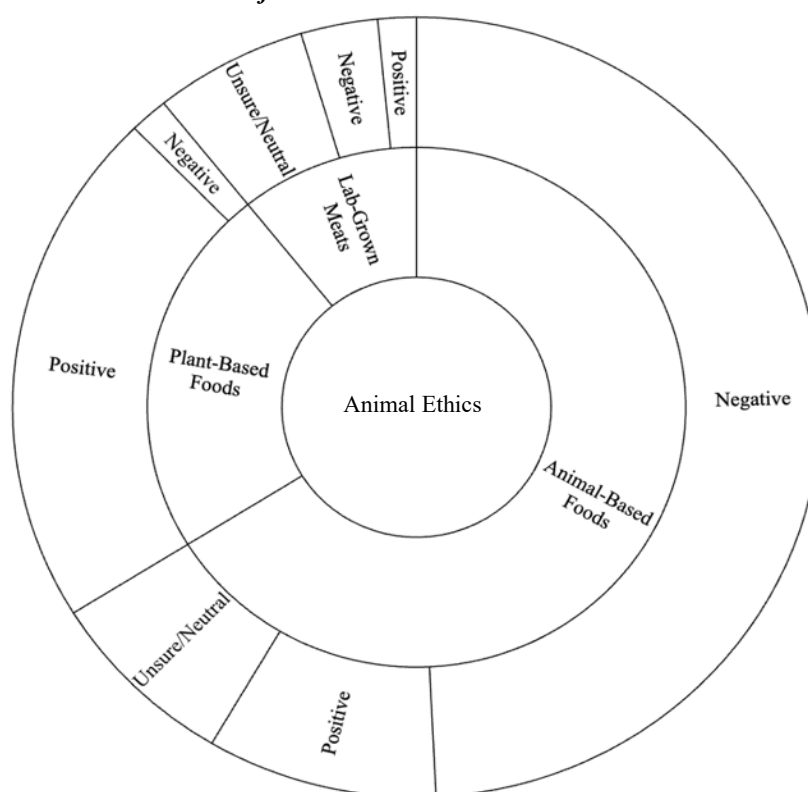 Unsure/Neutral
Negative
Positive
Negative
Lab-Grown
Meats
Positive
Plant-Based
Foods
Animal Ethics
Negative
Animal-Based
Foods
Unsure/Neutral
Positive